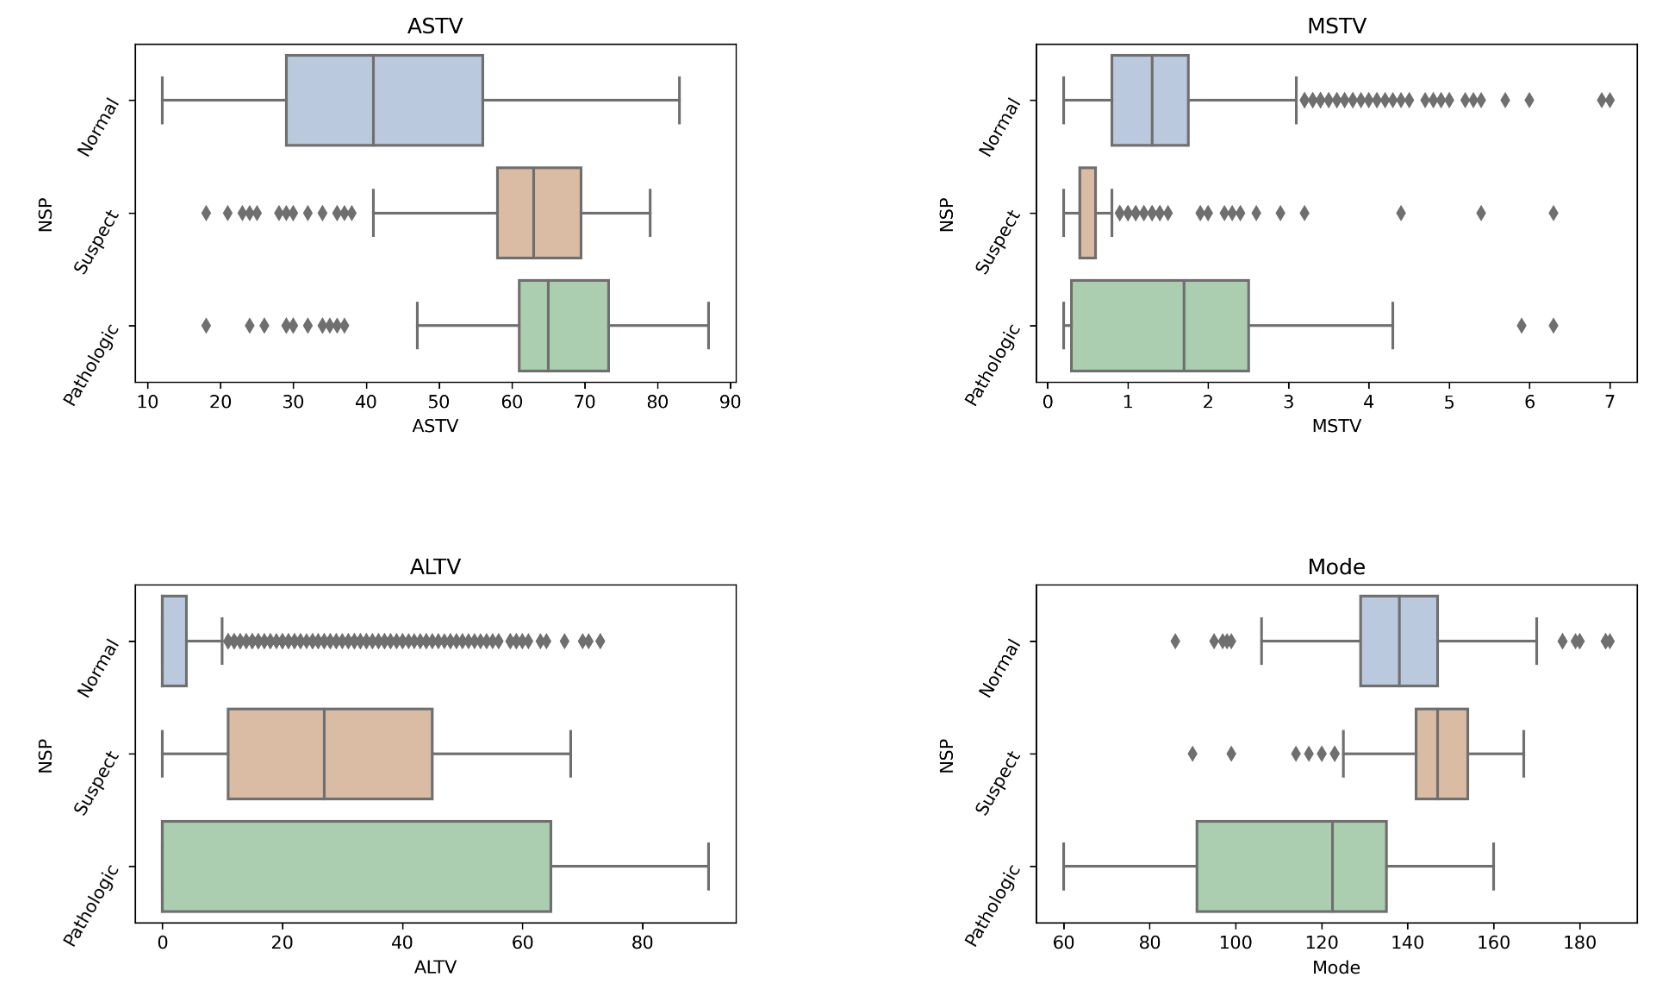 ASTV
Normal
Suspect
Pathologic
NSP
10 20 30 40 50 60 70 80 90
ASTV
MSTV
Normal
Suspect
Pathologic
NSP
0 1 2 3 4 5 6 7
MSTV
ALTV
Normal
Suspect
Pathologic
NSP
0 20 40 60 80
ALTV
Mode
Normal
Suspect
Pathologic
NSP
60 80 100 120 140 160 180
Mode